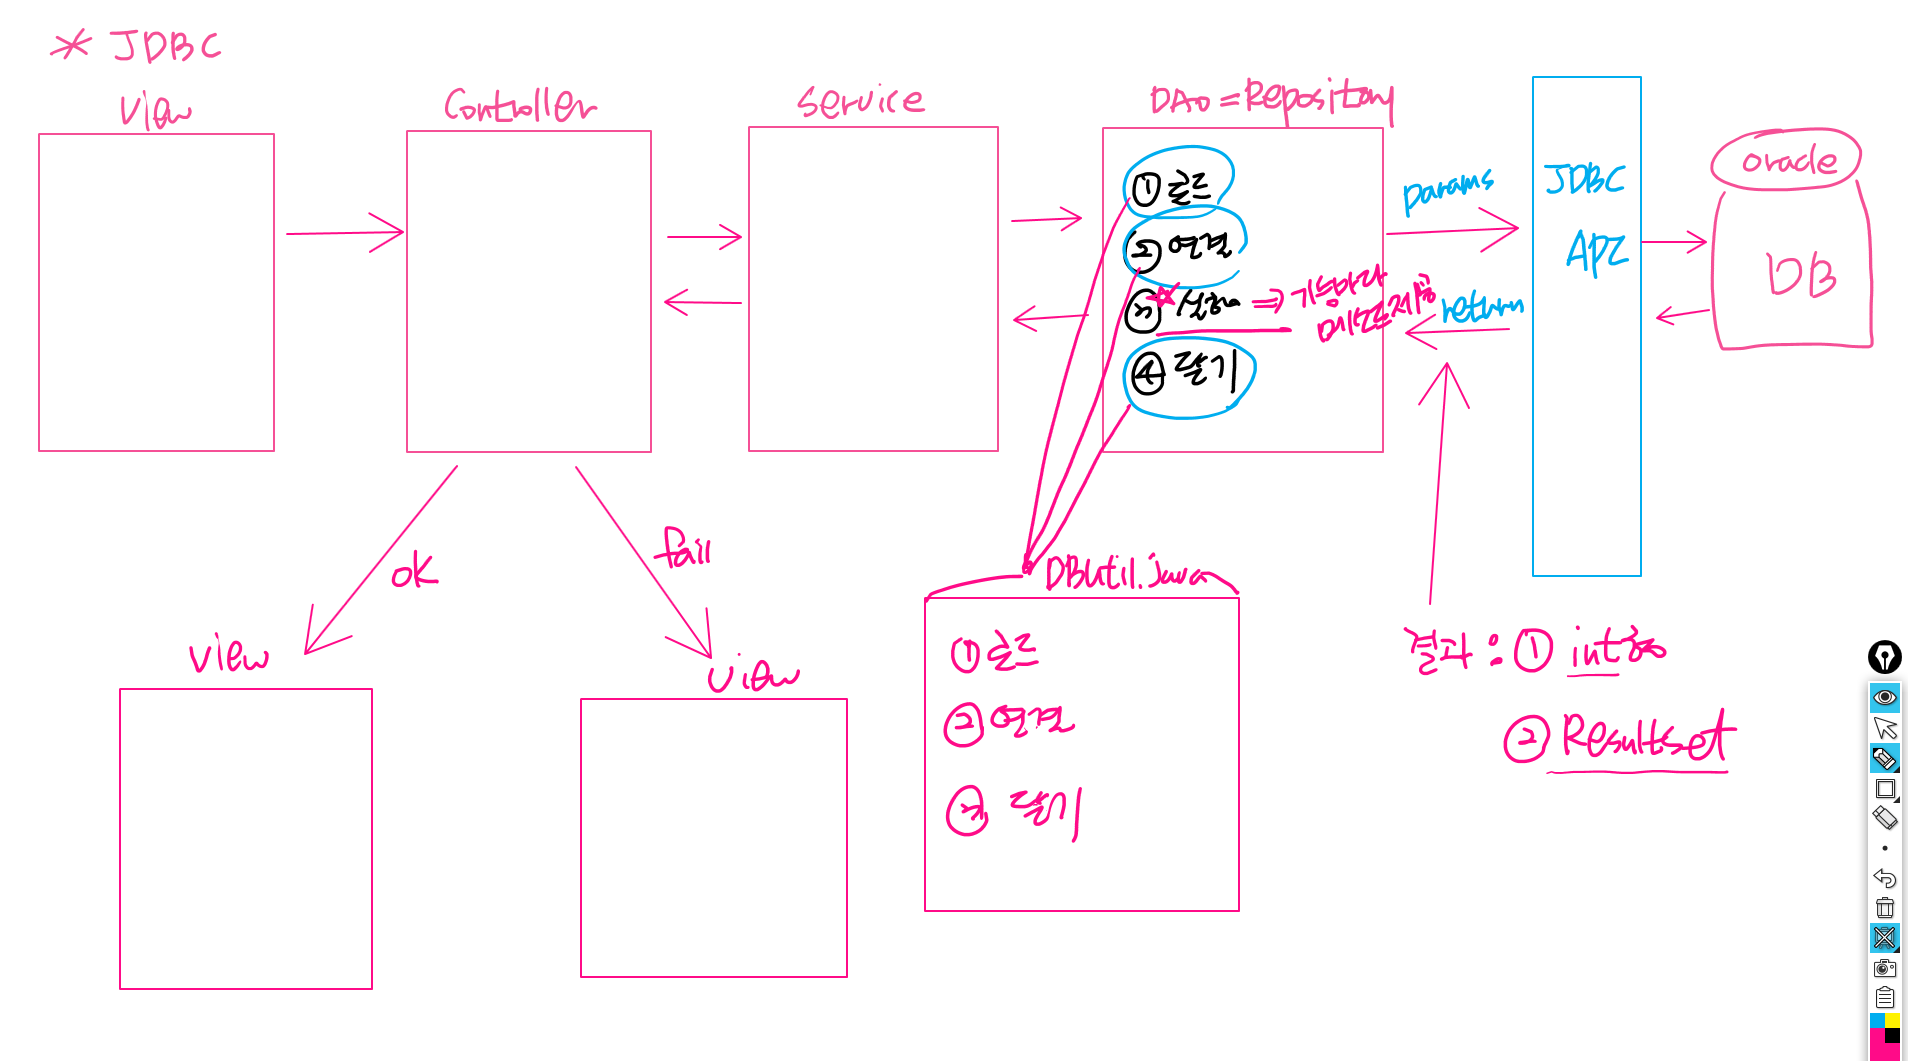 * JDBC
view
Controller
service
DAO = Repository
① 로드
② 연결
③ ☆ 실행 => 기능마다
메소드 작성
④ 닫기
params
return
JDBC
API
oracle
DB
ok
fail
view
view
DBUtil.java
① 로드
② 연결
③ 닫기
결과 : ① int형
② Resultset